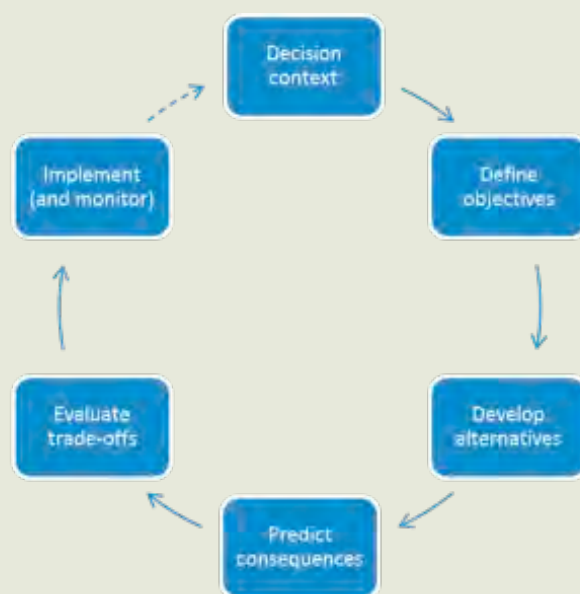 Decision
context
Define
objectives
Develop
alternatives
Predict
consequences
Evaluate
trade-offs
Implement
(and monitor)